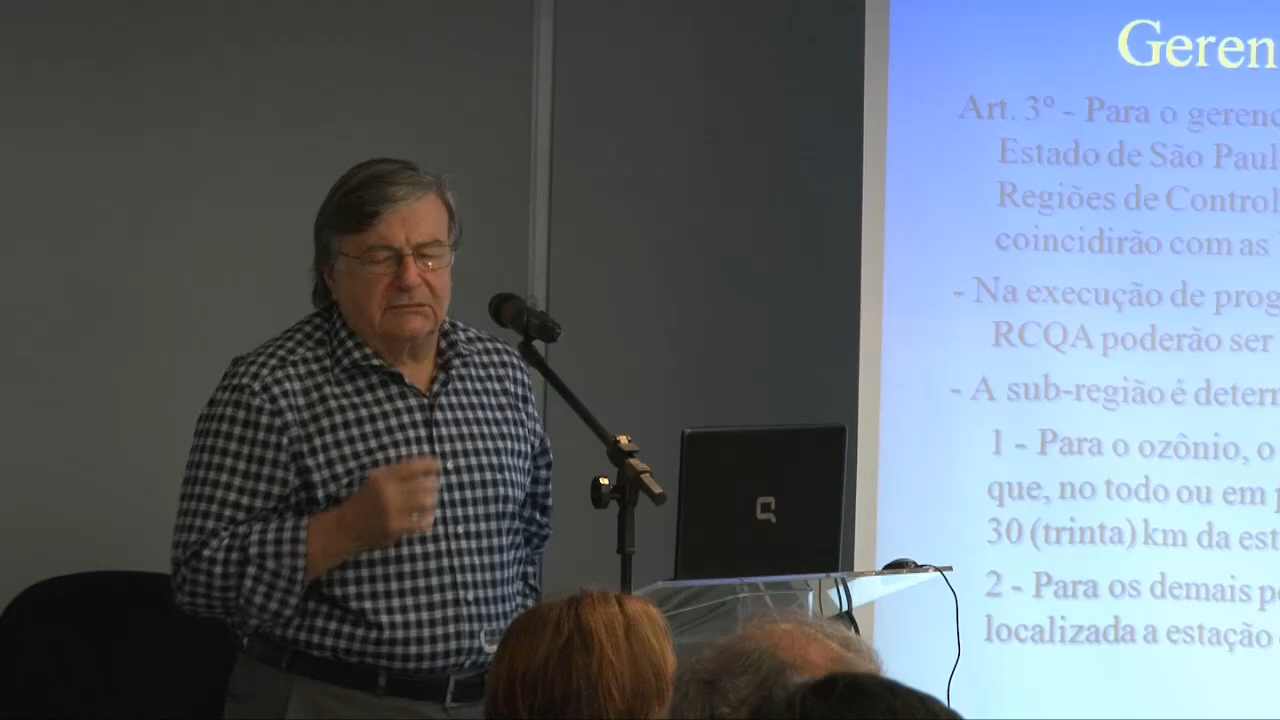 Geren
Art. 3º - Para o gerenc
Estado de São Paul
Regiões de Control
coincidirão com as
- Na execução de prog
RCQA poderão ser
- A sub-região é determ
1 - Para o ozônio, o
que, no todo ou em p
30 (trinta) km da est
2 - Para os demais po
localizada a estação